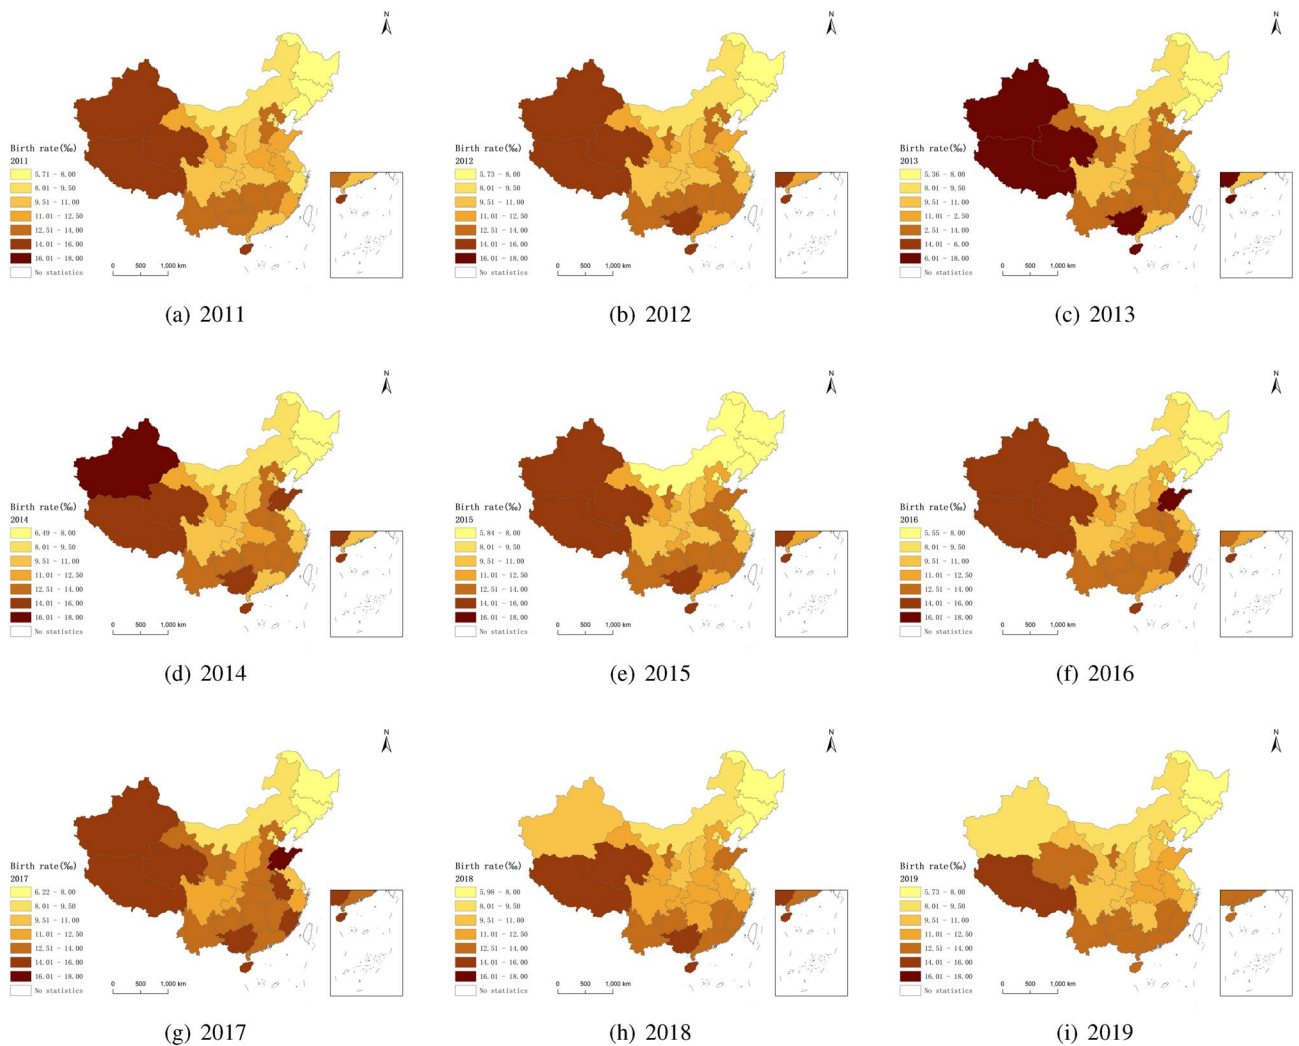 N
Birth rate(‰)
2011
5.71 - 8.00
8.01 - 9.50
9.51 - 11.00
11.01 - 12.50
12.51 - 14.00
14.01 - 16.00
16.01 - 18.00
No statistics
0 500 1,000 km
(a) 2011
N
Birth rate(‰)
2012
5.73 - 8.00
8.01 - 9.50
9.51 - 11.00
11.01 - 12.50
12.51 - 14.00
14.01 - 16.00
16.01 - 18.00
No statistics
0 500 1,000 km
(b) 2012
N
Birth rate(‰)
2013
5.36 - 8.00
8.01 - 9.50
9.51 - 11.00
11.01 - 2.50
2.51 - 14.00
14.01 - 6.00
6.01 - 18.00
No statistics
0 500 1,000 km
(c) 2013
N
Birth rate(‰)
2014
6.49 - 8.00
8.01 - 9.50
9.51 - 11.00
11.01 - 12.50
12.51 - 14.00
14.01 - 16.00
16.01 - 18.00
No statistics
0 500 1,000 km
(d) 2014
N
Birth rate(‰)
2015
5.84 - 8.00
8.01 - 9.50
9.51 - 11.00
11.01 - 12.50
12.51 - 14.00
14.01 - 16.00
16.01 - 18.00
No statistics
0 500 1,000 km
(e) 2015
N
Birth rate(‰)
2016
5.55 - 8.00
8.01 - 9.50
9.51 - 11.00
11.01 - 12.50
12.51 - 14.00
14.01 - 16.00
16.01 - 18.00
No statistics
0 500 1,000 km
(f) 2016
N
Birth rate(‰)
2017
6.22 - 8.00
8.01 - 9.50
9.51 - 11.00
11.01 - 12.50
12.51 - 14.00
14.01 - 16.00
16.01 - 18.00
No statistics
0 500 1,000 km
(g) 2017
N
Birth rate(‰)
2018
5.98 - 8.00
8.01 - 9.50
9.51 - 11.00
11.01 - 12.50
12.51 - 14.00
14.01 - 16.00
16.01 - 18.00
No statistics
0 500 1,000 km
(h) 2018
N
Birth rate(‰)
2019
5.73 - 8.00
8.01 - 9.50
9.51 - 11.00
11.01 - 12.50
12.51 - 14.00
14.01 - 16.00
16.01 - 18.00
No statistics
0 500 1,000 km
(i) 2019